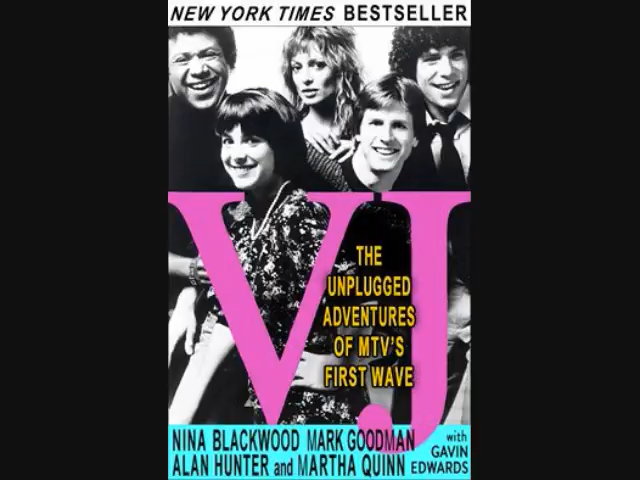 NEW YORK TIMES BESTSELLER
VJ
THE
UNPLUGGED
ADVENTURES
OF MTV'S
FIRST WAVE
NINA BLACKWOOD MARK GOODMAN
ALAN HUNTER and MARTHA QUINN
with
GAVIN
EDWARDS